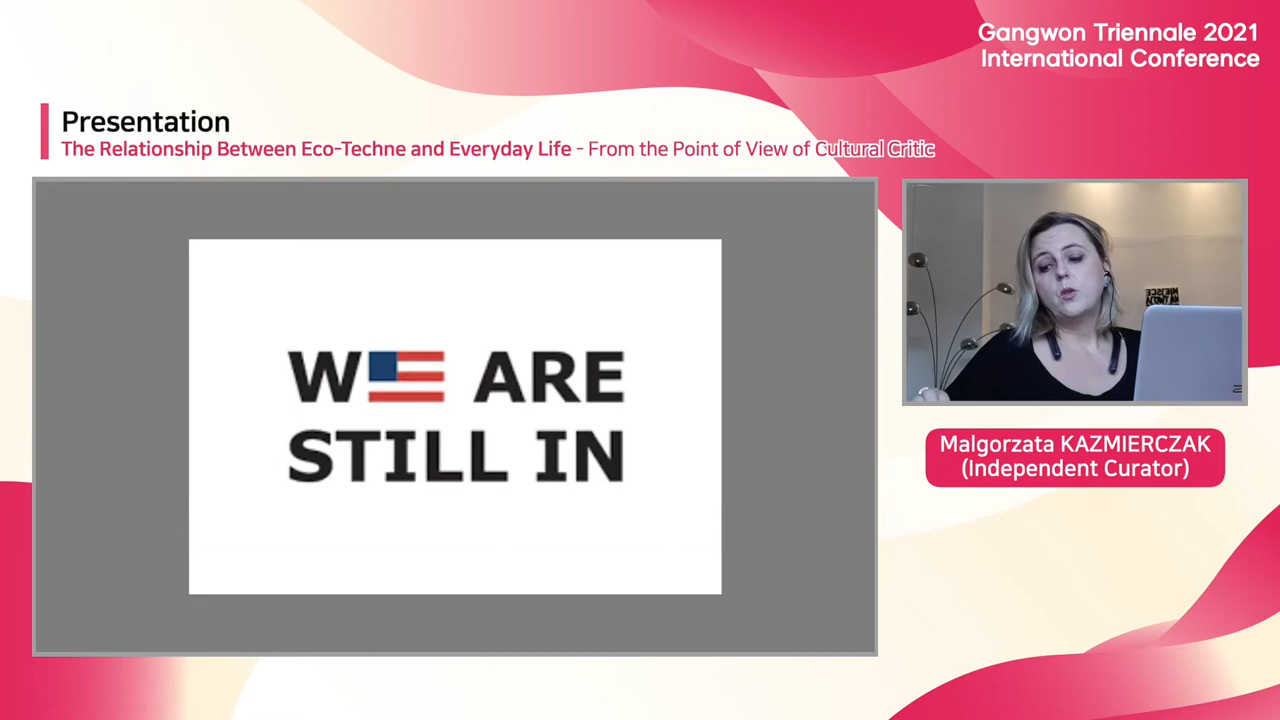 Gangwon Triennale 2021
International Conference
Presentation
The Relationship Between Eco-Techne and Everyday Life - From the Point of View of Cultural Critic
W ARE
STILL IN
Malgorzata KAZMIERCZAK
(Independent Curator)